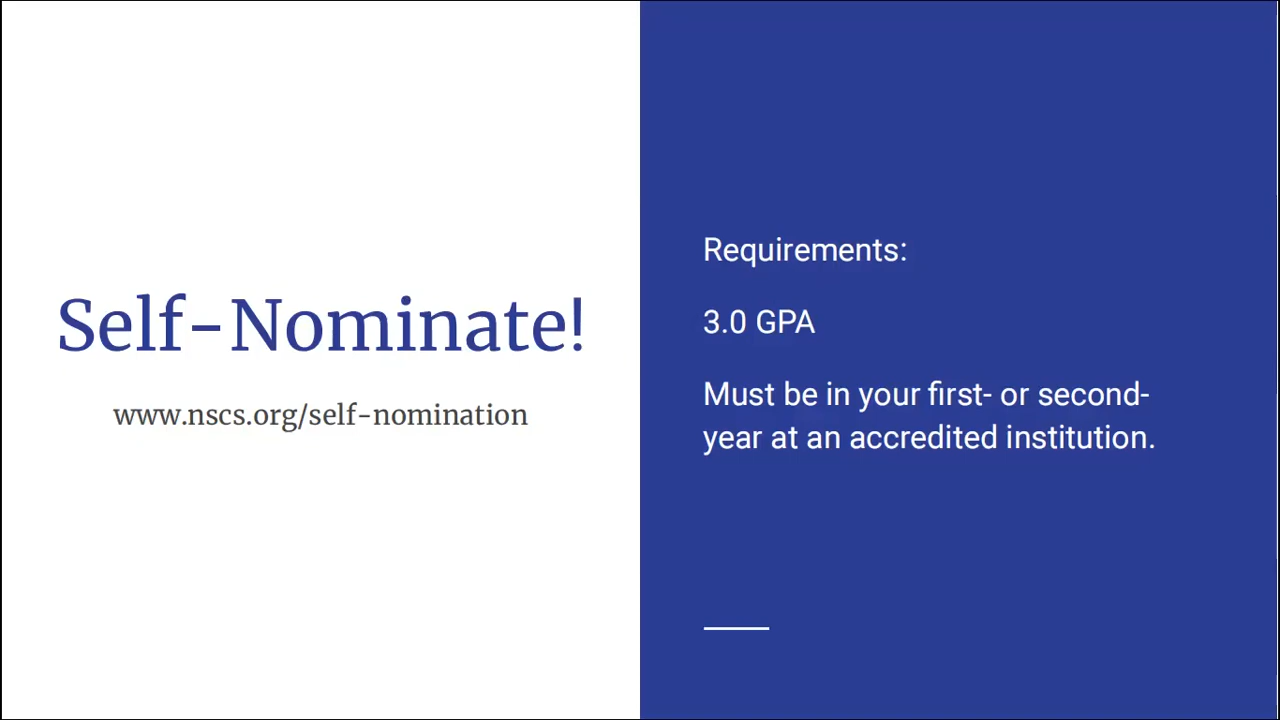 Self-Nominate!
www.nscs.org/self-nomination
Requirements:
3.0 GPA
Must be in your first- or second-
year at an accredited institution.